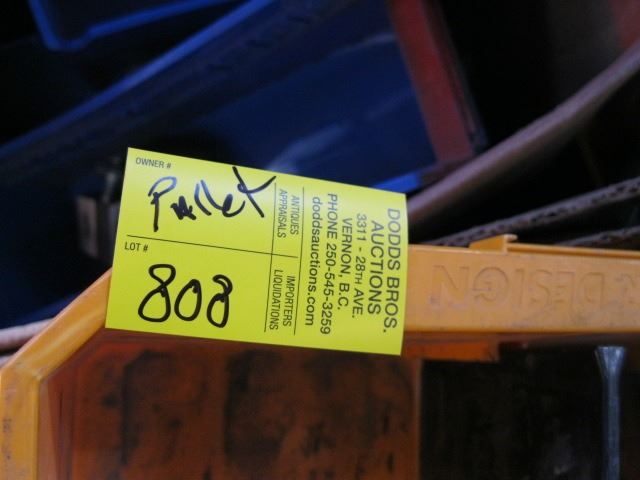 OWNER #
Pallet
LOT #
808
ANTIQUES
APPRAISALS
IMPORTERS
LIQUIDATIONS
DODDS BROS.
AUCTIONS
3311 - 28TH AVE.
VERNON, B.C.
PHONE 250-545-3259
doddsauctions.com
DESIGN